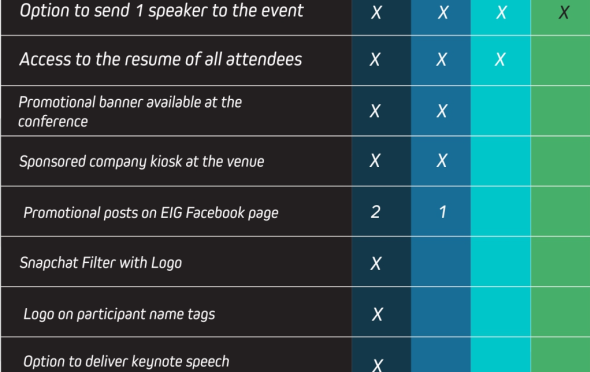 Option to send 1 speaker to the event X X X X
Access to the resume of all attendees X X X
Promotional banner available at the
conference X X
Sponsored company kiosk at the venue X X
Promotional posts on EIG Facebook page 2 1
Snapchat Filter with Logo X
Logo on participant name tags X
Option to deliver keynote speech X